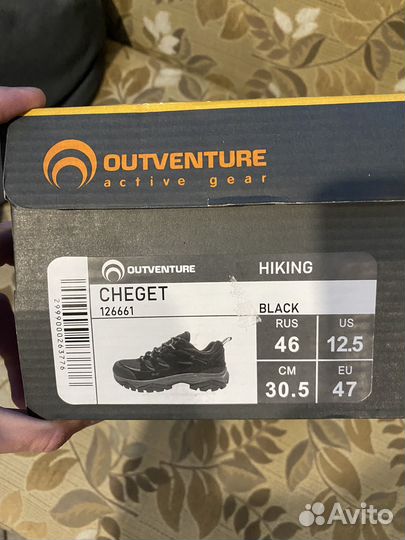 OUTVENTURE
active gear
OUTVENTURE
HIKING
CHEGET
126661
BLACK
RUS
US
46
12.5
CM
EU
30.5
47
2999000263776
Avito